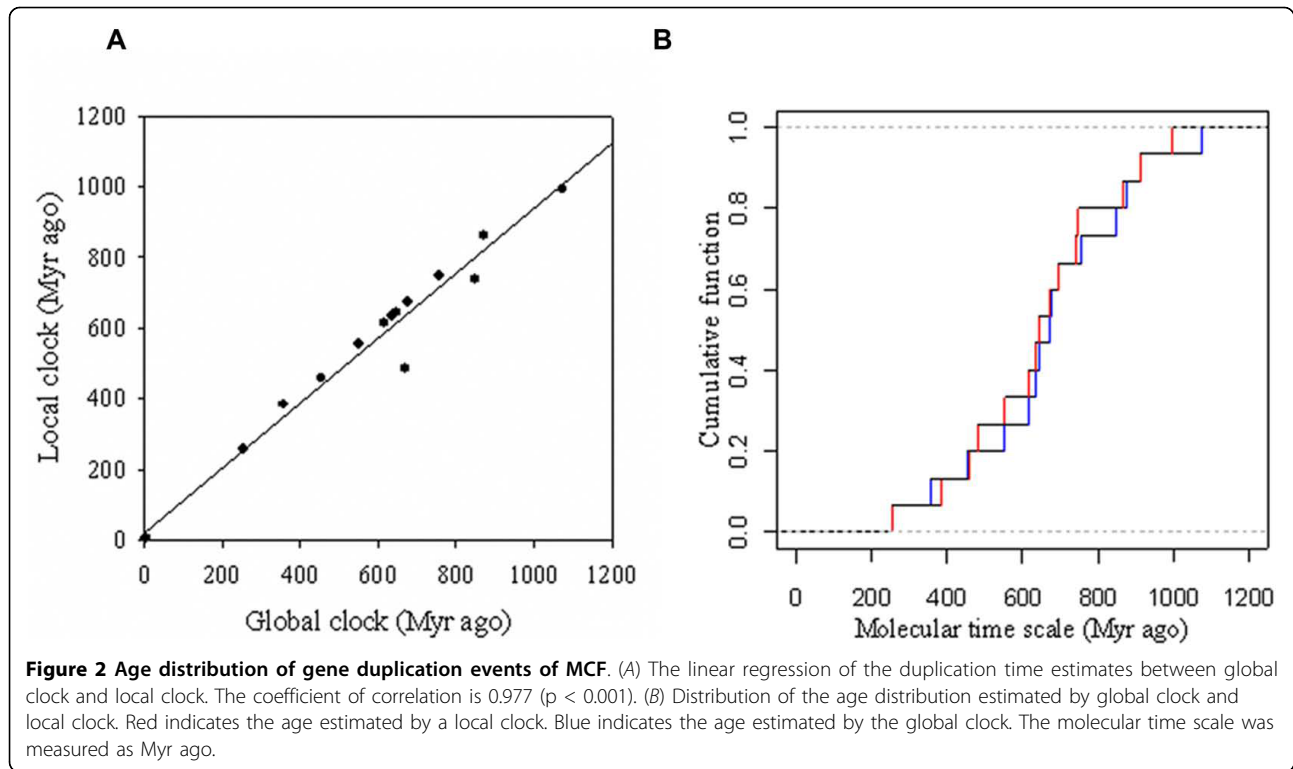 A
B
1200
1000
800
600
400
200
0
Local clock (Myr ago)
0 200 400 600 800 1000 1200
Global clock (Myr ago)
1.0
0.8
0.6
0.4
0.2
0.0
Cumulative function
0 200 400 600 800 1000 1200
Molecular time scale (Myr ago)
Figure 2 Age distribution of gene duplication events of MCF. (A) The linear regression of the duplication time estimates between global
clock and local clock. The coefficient of correlation is 0.977 (p < 0.001). (B) Distribution of the age distribution estimated by global clock and
local clock. Red indicates the age estimated by a local clock. Blue indicates the age estimated by the global clock. The molecular time scale was
measured as Myr ago.